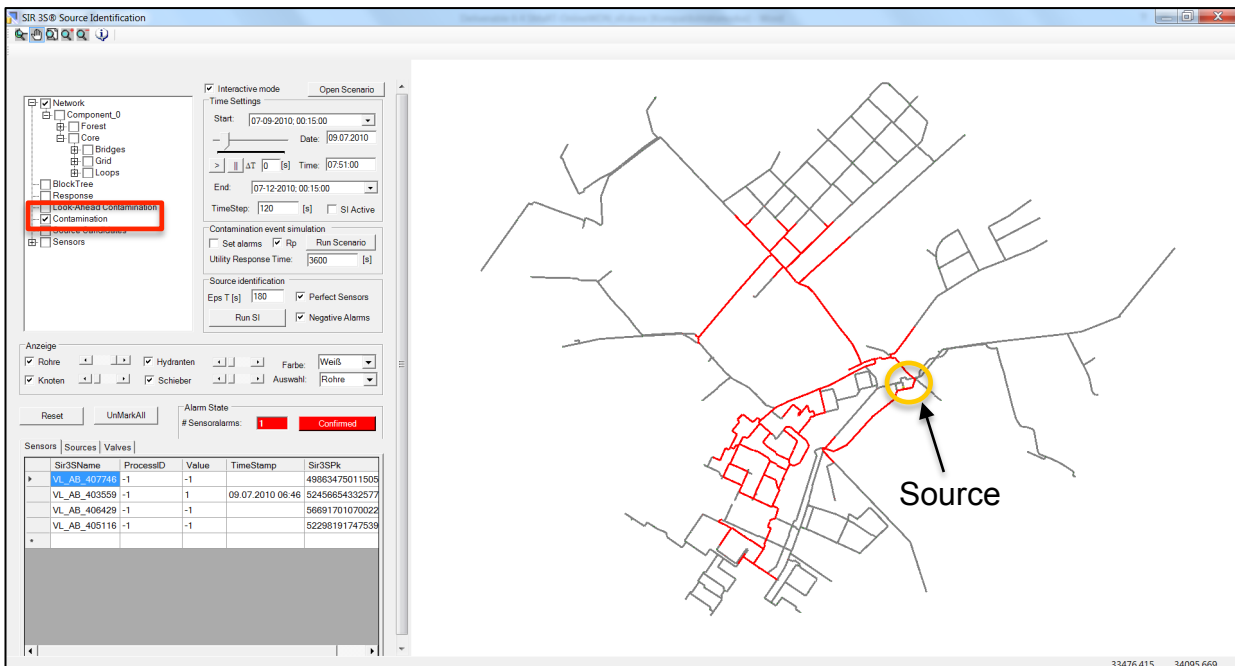 SIR 3S® Source Identification
Network
Component_0
Forest
Core
Bridges
Grid
Loops
BlockTree
Response
Look-Ahead Contamination
Contamination
Source Candidates
Sensors
Interactive mode Open Scenario
Time Settings
Start: 07-09-2010; 00:15:00
Date: 09.07.2010
> || ΔT 0 [s] Time: 07:51:00
End: 07-12-2010; 00:15:00
TimeStep: 120 [s] SI Active
Contamination event simulation
Set alarms Rp Run Scenario
Utility Response Time: 3600 [s]
Source identification
Eps T [s] 180 Perfect Sensors
Run SI Negative Alarms
Anzeige
Rohre Hydranten Farbe: Weiß
Knoten Schieber Auswahl: Rohre
Reset UnMarkAll
Alarm State
# Sensoralarms: 1 Confirmed
Sensors Sources Valves
Sir3SName ProcessID Value TimeStamp Sir3SPk
VL_AB_407746 -1 -1 49863475011505
VL_AB_403559 -1 1 09.07.2010 06:46 52456654332577
VL_AB_406429 -1 -1 56691701070022
VL_AB_405116 -1 -1 52298191747539
Source
33476,415 34095,669